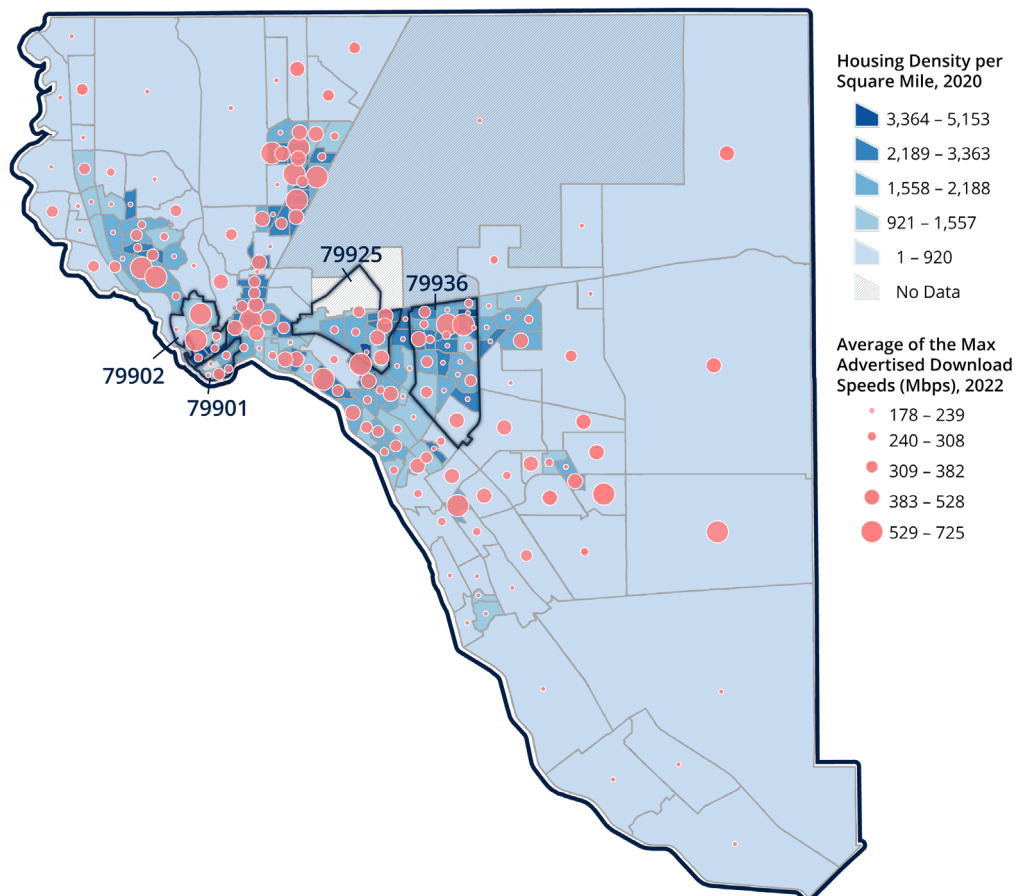 Housing Density per
Square Mile, 2020
3,364 – 5,153
2,189 – 3,363
1,558 – 2,188
921 – 1,557
1 – 920
No Data
79925
79936
79902
79901
Average of the Max
Advertised Download
Speeds (Mbps), 2022
178 – 239
240 – 308
309 – 382
383 – 528
529 – 725